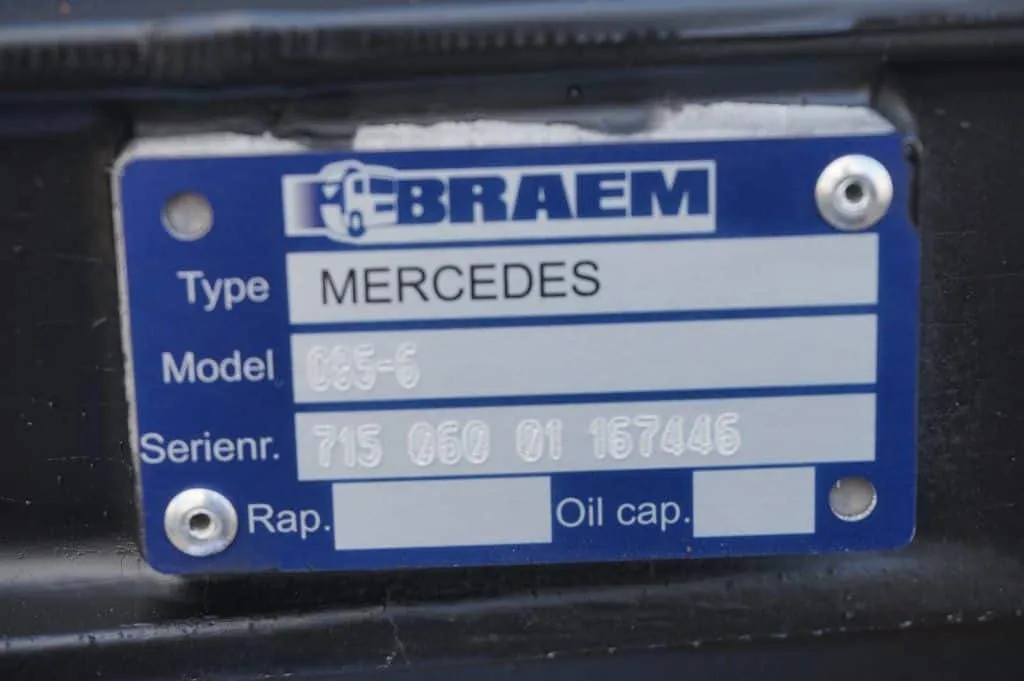 BRAEM
Type MERCEDES
Model G85-6
Serienr. 715 060 01 167446
Rap. Oil cap.